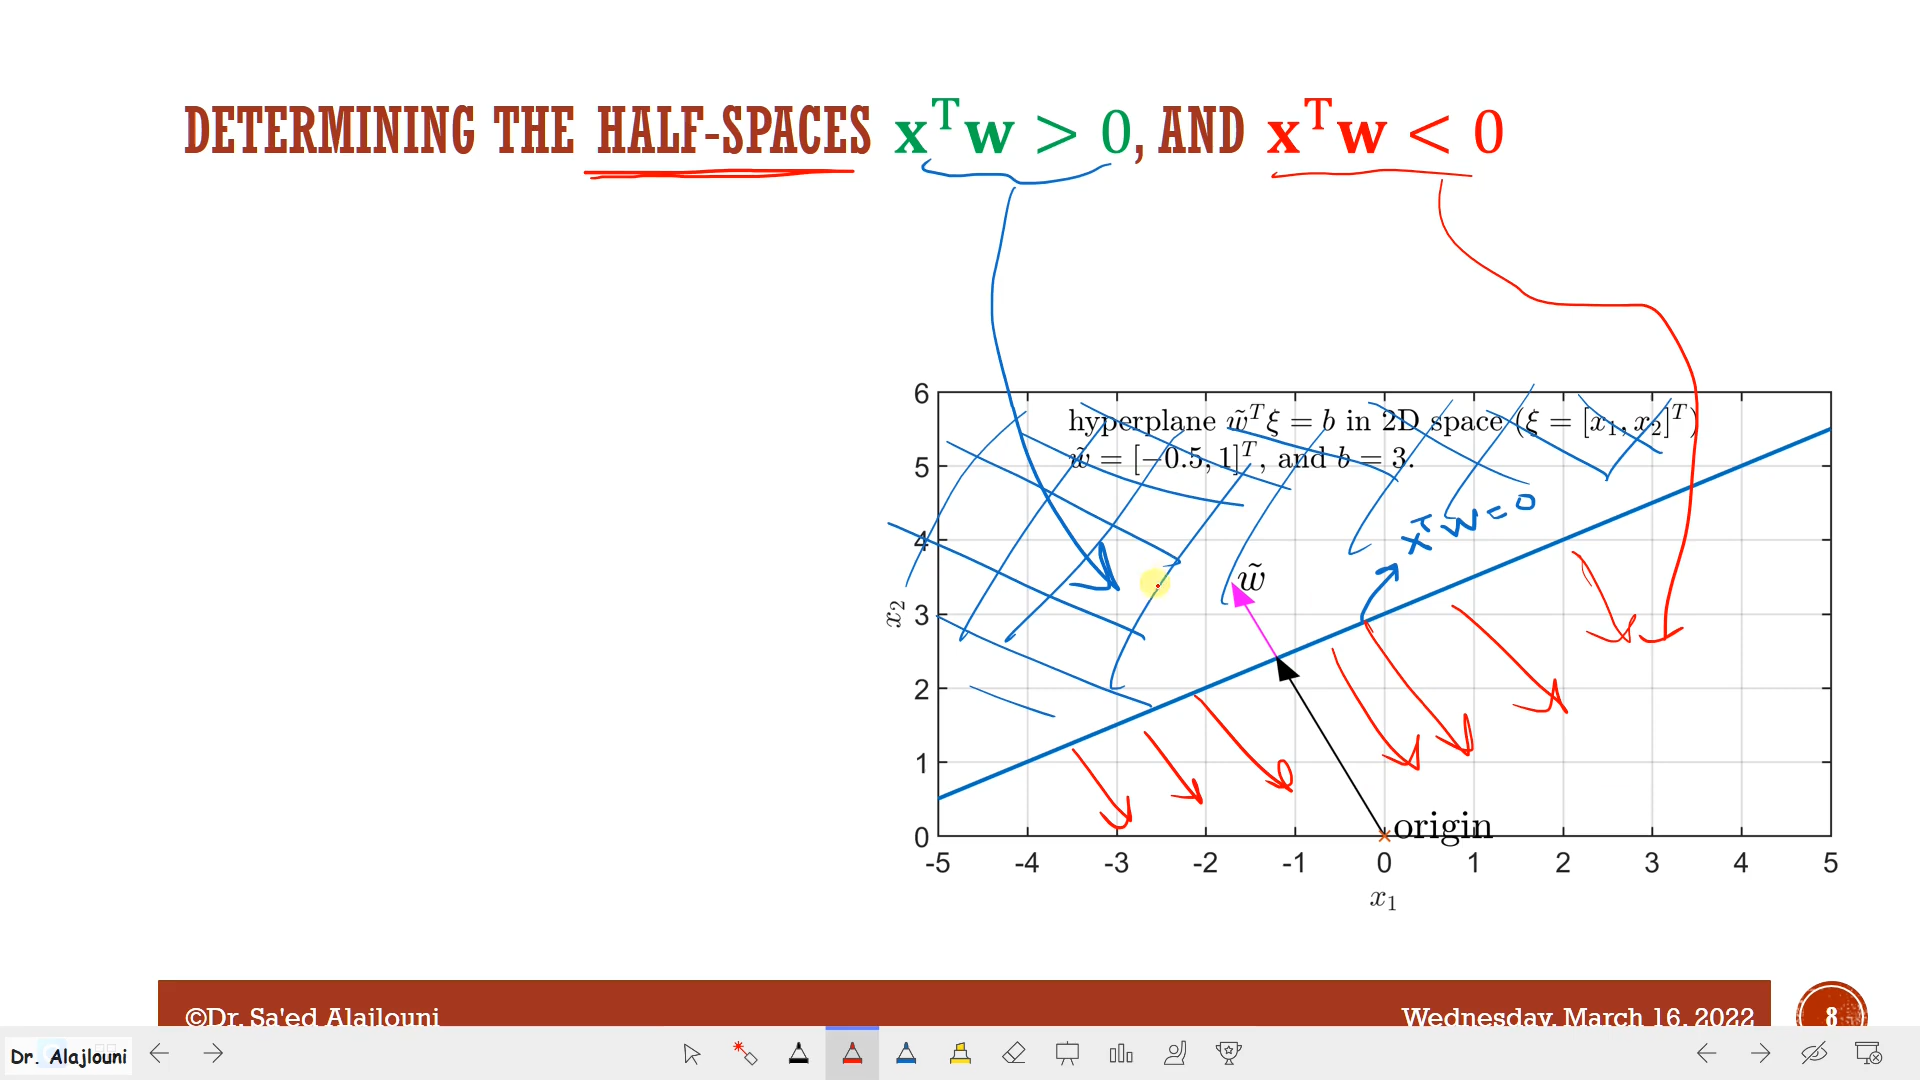 DETERMINING THE HALF-SPACES xᵀw > 0, AND xᵀw < 0
hyperplane w̃ᵀξ = b in 2D space (ξ = [x₁, x₂]ᵀ)
w̃ = [−0.5, 1]ᵀ, and b = 3.
xᵀw = 0
w̃
origin
6
5
4
3
2
1
0
x₂
-5 -4 -3 -2 -1 0 1 2 3 4 5
x₁
©Dr. Sa'ed Alajlouni
Wednesday, March 16, 2022
8
Dr. Alajlouni